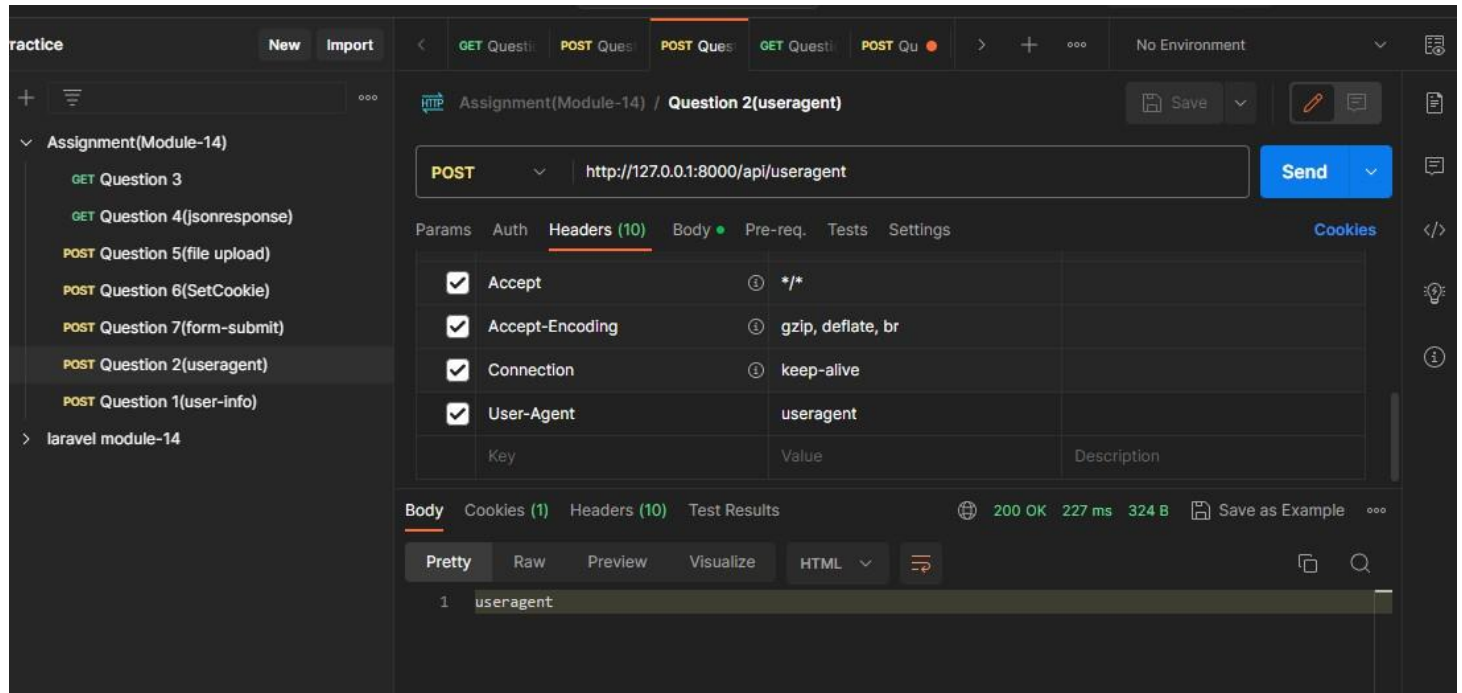 ractice New Import
GET Questi POST Ques POST Ques GET Questi POST Qu No Environment
Assignment(Module-14) / Question 2(useragent) Save
Assignment(Module-14)
GET Question 3
GET Question 4(jsonresponse)
POST Question 5(file upload)
POST Question 6(SetCookie)
POST Question 7(form-submit)
POST Question 2(useragent)
POST Question 1(user-info)
laravel module-14
POST http://127.0.0.1:8000/api/useragent Send
Params Auth Headers (10) Body Pre-req. Tests Settings Cookies
Accept */*
Accept-Encoding gzip, deflate, br
Connection keep-alive
User-Agent useragent
Key Value Description
Body Cookies (1) Headers (10) Test Results 200 OK 227 ms 324 B Save as Example
Pretty Raw Preview Visualize HTML
1 useragent